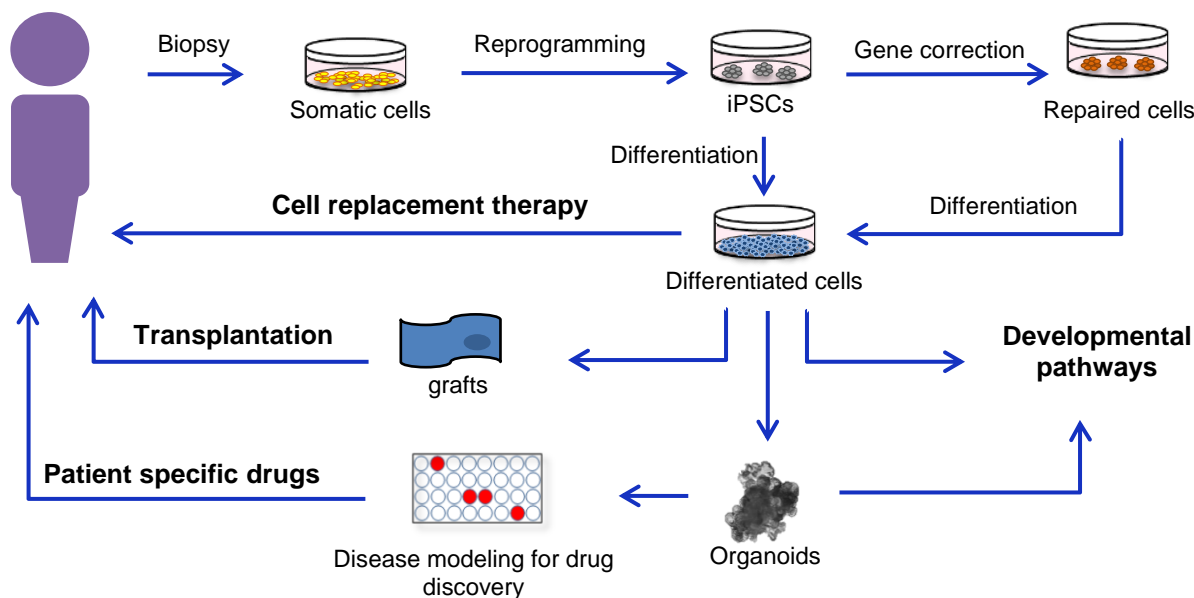 Biopsy
Reprogramming
Gene correction
Somatic cells
iPSCs
Repaired cells
Differentiation
Cell replacement therapy
Differentiation
Differentiated cells
Transplantation
grafts
Developmental
pathways
Patient specific drugs
Disease modeling for drug
discovery
Organoids